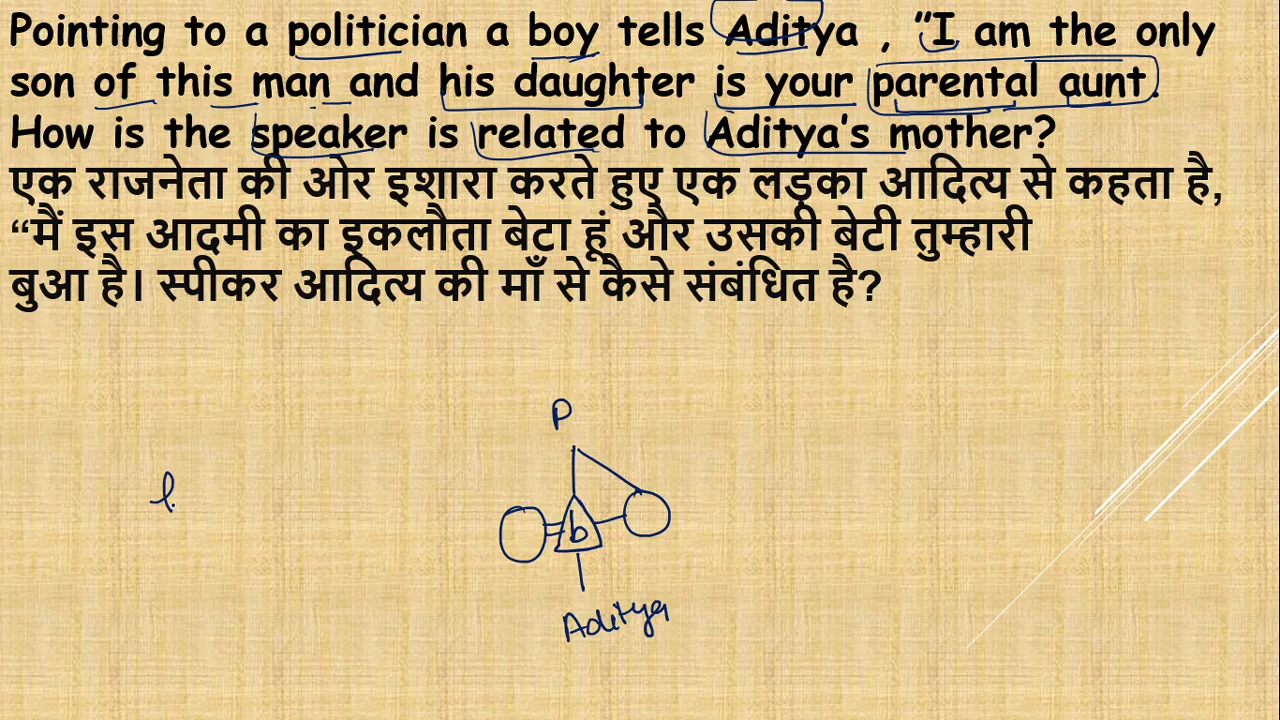 Pointing to a politician a boy tells Aditya , ”I am the only
son of this man and his daughter is your parental aunt.
How is the speaker is related to Aditya’s mother?
एक राजनेता की ओर इशारा करते हुए एक लड़का आदित्य से कहता है,
“मैं इस आदमी का इकलौता बेटा हूं और उसकी बेटी तुम्हारी
बुआ है। स्पीकर आदित्य की माँ से कैसे संबंधित है?
P
b
Aditya